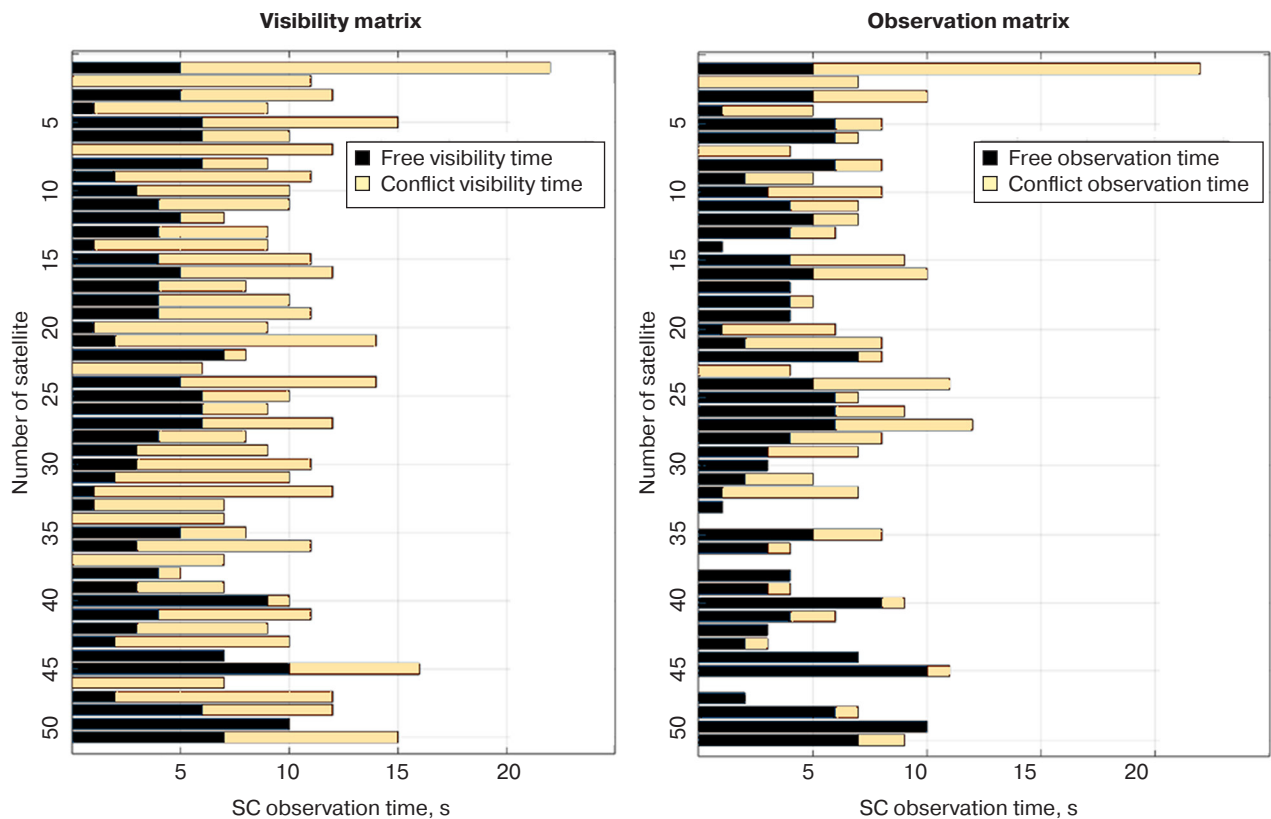 Visibility matrix
Number of satellite
5
10
15
20
25
30
35
40
45
50
Free visibility time
Conflict visibility time
5
10
15
20
SC observation time, s
Observation matrix
Number of satellite
5
10
15
20
25
30
35
40
45
50
Free observation time
Conflict observation time
5
10
15
20
SC observation time, s